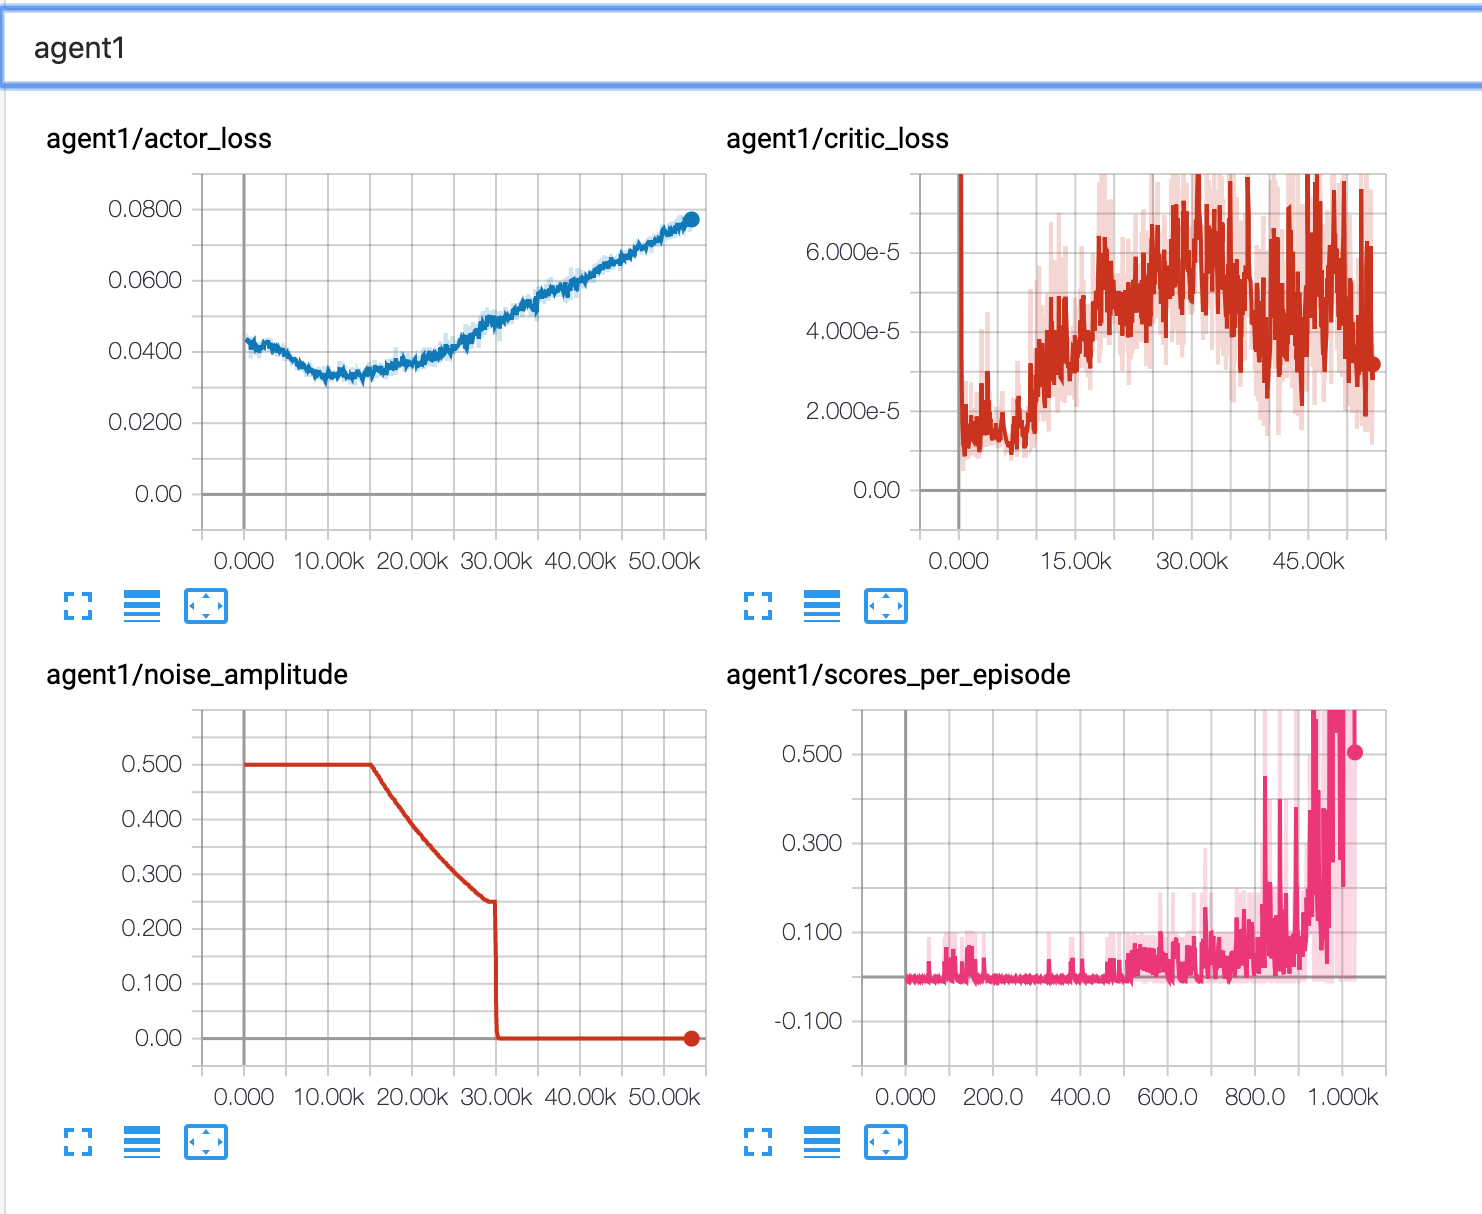 agent1
agent1/actor_loss
0.0800
0.0600
0.0400
0.0200
0.00
0.000 10.00k 20.00k 30.00k 40.00k 50.00k
agent1/critic_loss
6.000e-5
4.000e-5
2.000e-5
0.00
0.000 15.00k 30.00k 45.00k
agent1/noise_amplitude
0.500
0.400
0.300
0.200
0.100
0.00
0.000 10.00k 20.00k 30.00k 40.00k 50.00k
agent1/scores_per_episode
0.500
0.300
0.100
-0.100
0.000 200.0 400.0 600.0 800.0 1.000k